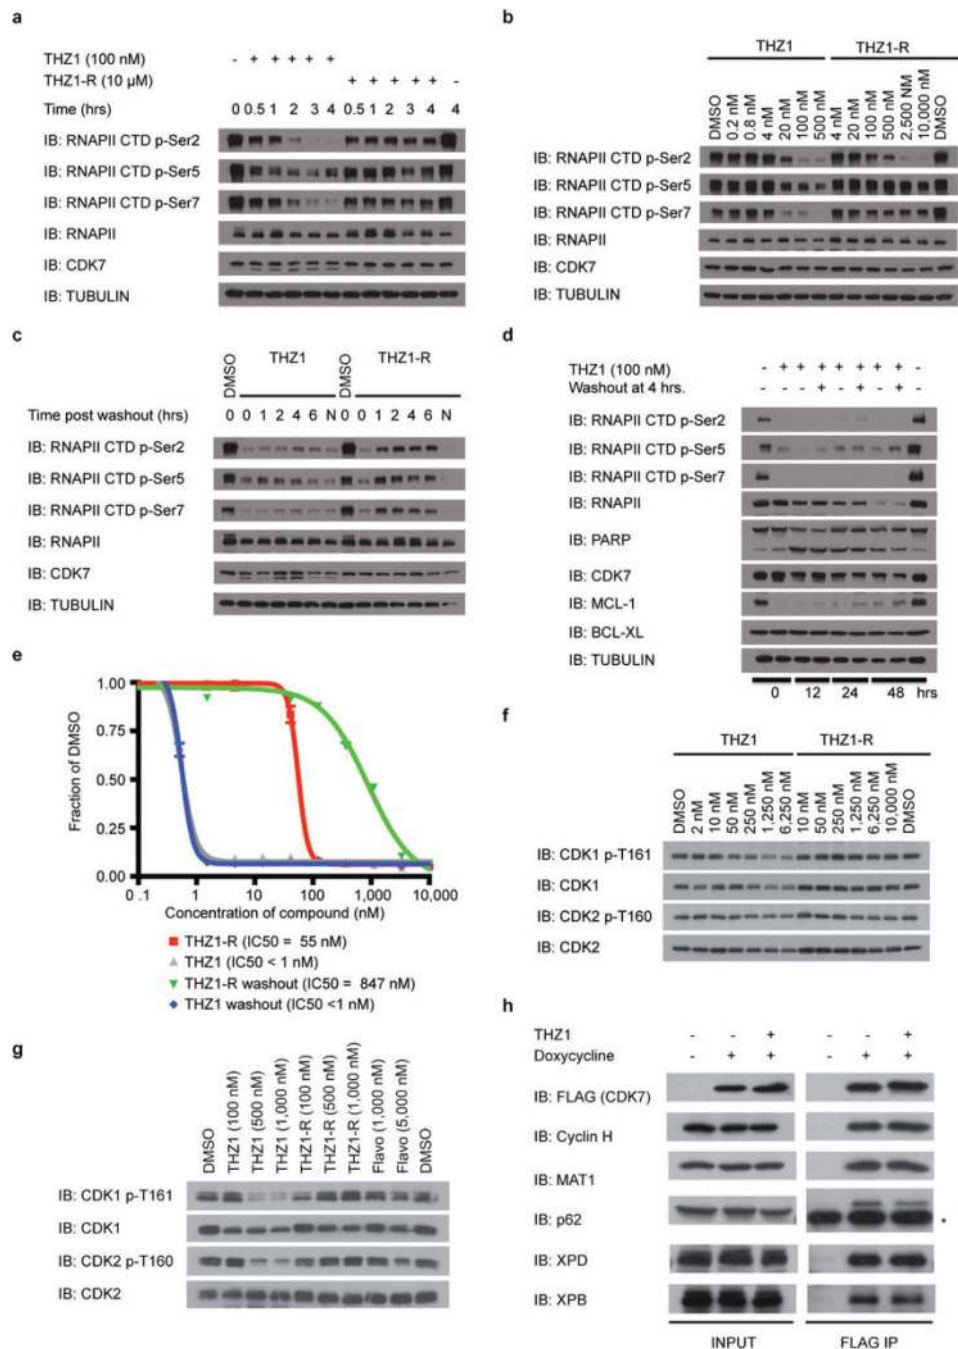 a
THZ1 (100 nM) - + + + + +
THZ1-R (10 µM) + + + + + -
Time (hrs) 0 0.5 1 2 3 4 0.5 1 2 3 4 4
IB: RNAPII CTD p-Ser2
IB: RNAPII CTD p-Ser5
IB: RNAPII CTD p-Ser7
IB: RNAPII
IB: CDK7
IB: TUBULIN
b
THZ1 THZ1-R
DMSO 0.2 nM 0.8 nM 4 nM 20 nM 100 nM 500 nM 4 nM 20 nM 100 nM 500 nM 2,500 NM 10,000 nM DMSO
IB: RNAPII CTD p-Ser2
IB: RNAPII CTD p-Ser5
IB: RNAPII CTD p-Ser7
IB: RNAPII
IB: CDK7
IB: TUBULIN
c
DMSO THZ1 DMSO THZ1-R
Time post washout (hrs) 0 0 1 2 4 6 N 0 0 1 2 4 6 N
IB: RNAPII CTD p-Ser2
IB: RNAPII CTD p-Ser5
IB: RNAPII CTD p-Ser7
IB: RNAPII
IB: CDK7
IB: TUBULIN
d
THZ1 (100 nM) - + + + + + + + -
Washout at 4 hrs. - - - + - + - + -
IB: RNAPII CTD p-Ser2
IB: RNAPII CTD p-Ser5
IB: RNAPII CTD p-Ser7
IB: RNAPII
IB: PARP
IB: CDK7
IB: MCL-1
IB: BCL-XL
IB: TUBULIN
0 12 24 48 hrs
e
Fraction of DMSO
1.00
0.75
0.50
0.25
0.00
0.1 1 10 100 1,000 10,000
Concentration of compound (nM)
THZ1-R (IC50 = 55 nM)
THZ1 (IC50 < 1 nM)
THZ1-R washout (IC50 = 847 nM)
THZ1 washout (IC50 <1 nM)
f
THZ1 THZ1-R
DMSO 2 nM 10 nM 50 nM 250 nM 1,250 nM 6,250 nM 10 nM 50 nM 250 nM 1,250 nM 6,250 nM 10,000 nM DMSO
IB: CDK1 p-T161
IB: CDK1
IB: CDK2 p-T160
IB: CDK2
g
DMSO THZ1 (100 nM) THZ1 (500 nM) THZ1 (1,000 nM) THZ1-R (100 nM) THZ1-R (500 nM) THZ1-R (1,000 nM) Flavo (1,000 nM) Flavo (5,000 nM) DMSO
IB: CDK1 p-T161
IB: CDK1
IB: CDK2 p-T160
IB: CDK2
h
THZ1 + +
Doxycycline - + + - + +
IB: FLAG (CDK7)
IB: Cyclin H
IB: MAT1
IB: p62 *
IB: XPD
IB: XPB
INPUT FLAG IP